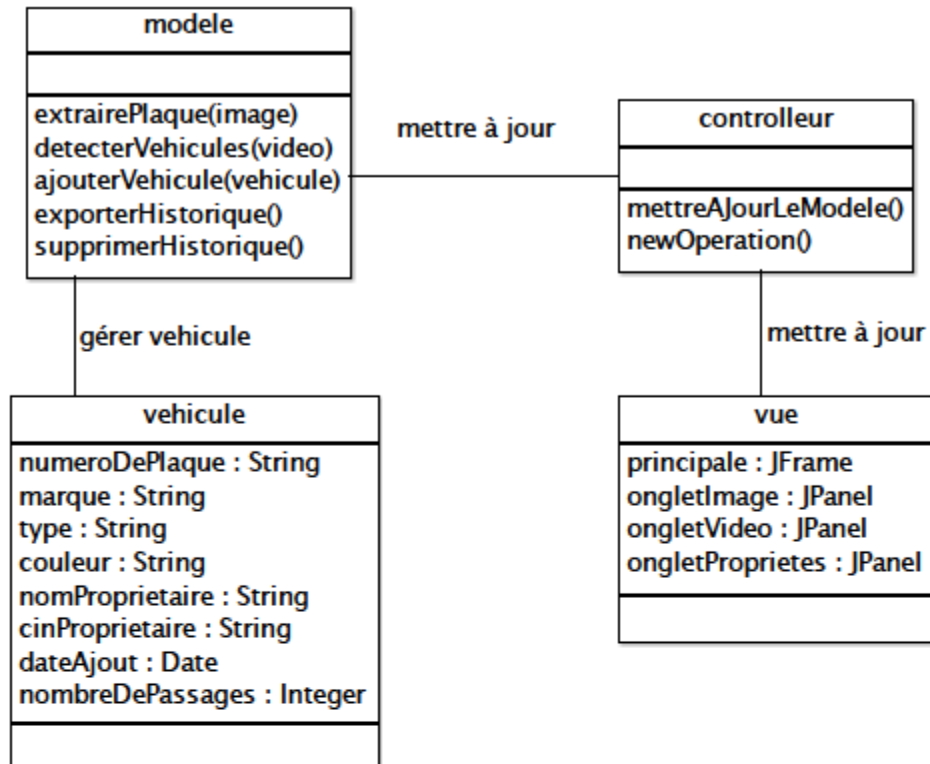 modele
extrairePlaque(image)
detecterVehicules(video)
ajouterVehicule(vehicule)
exporterHistorique()
supprimerHistorique()
mettre à jour
controlleur
mettreAJourLeModele()
newOperation()
gérer vehicule
mettre à jour
vehicule
numeroDePlaque : String
marque : String
type : String
couleur : String
nomProprietaire : String
cinProprietaire : String
dateAjout : Date
nombreDePassages : Integer
vue
principale : JFrame
ongletImage : JPanel
ongletVideo : JPanel
ongletProprietes : JPanel